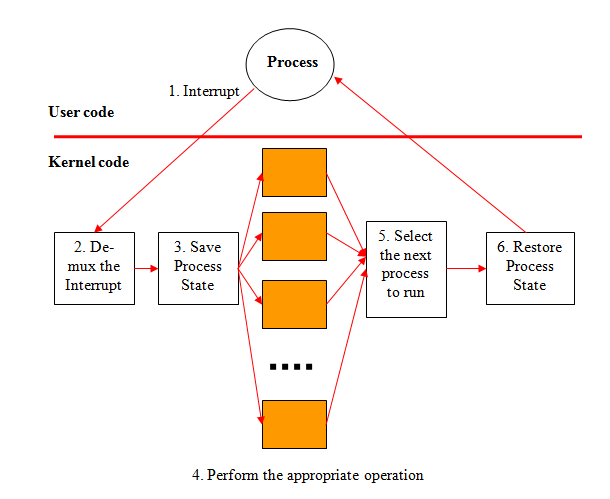 Process
1. Interrupt
User code
Kernel code
2. De-
mux the
Interrupt
3. Save
Process
State
5. Select
the next
process
to run
6. Restore
Process
State
4. Perform the appropriate operation